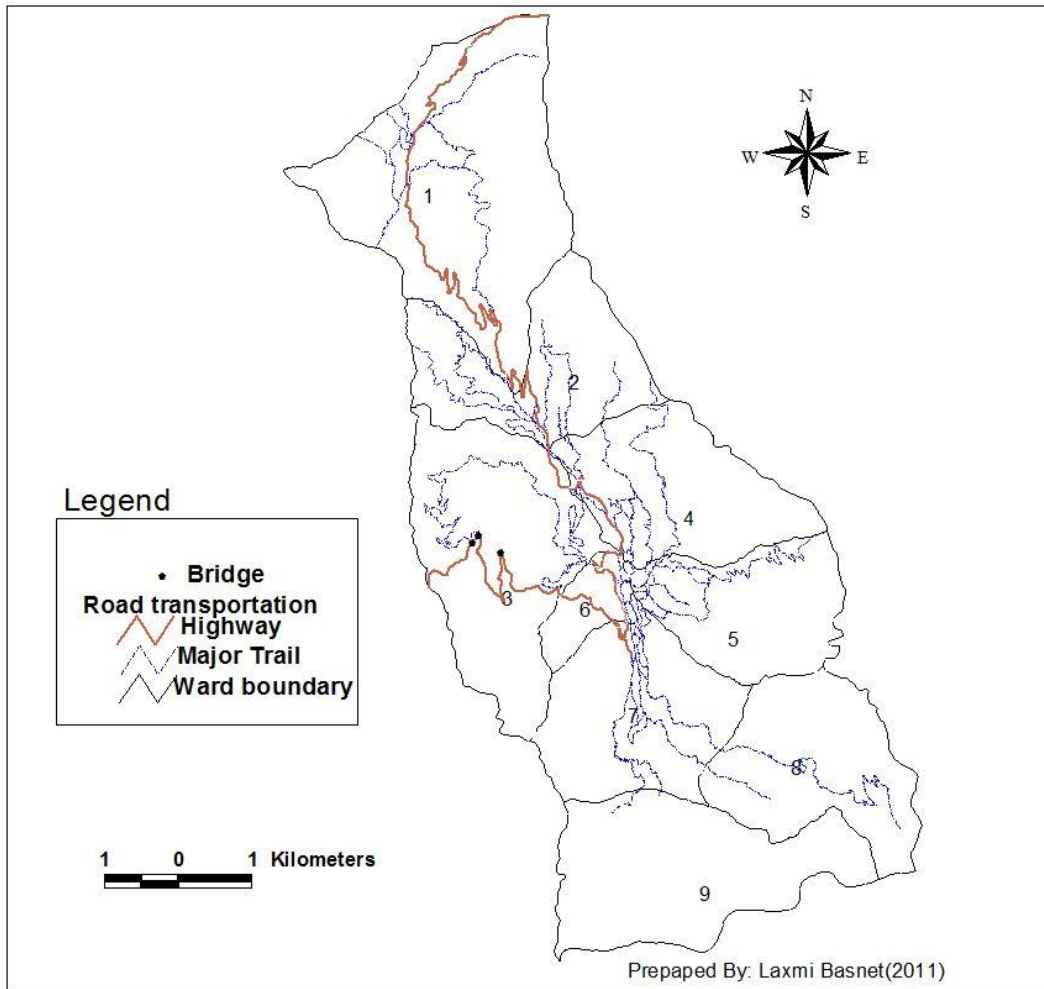 N
W E
S
1
2
4
3
6
5
7
8
9
Legend
Bridge
Road transportation
Highway
Major Trail
Ward boundary
1 0 1 Kilometers
Prepaped By: Laxmi Basnet(2011)